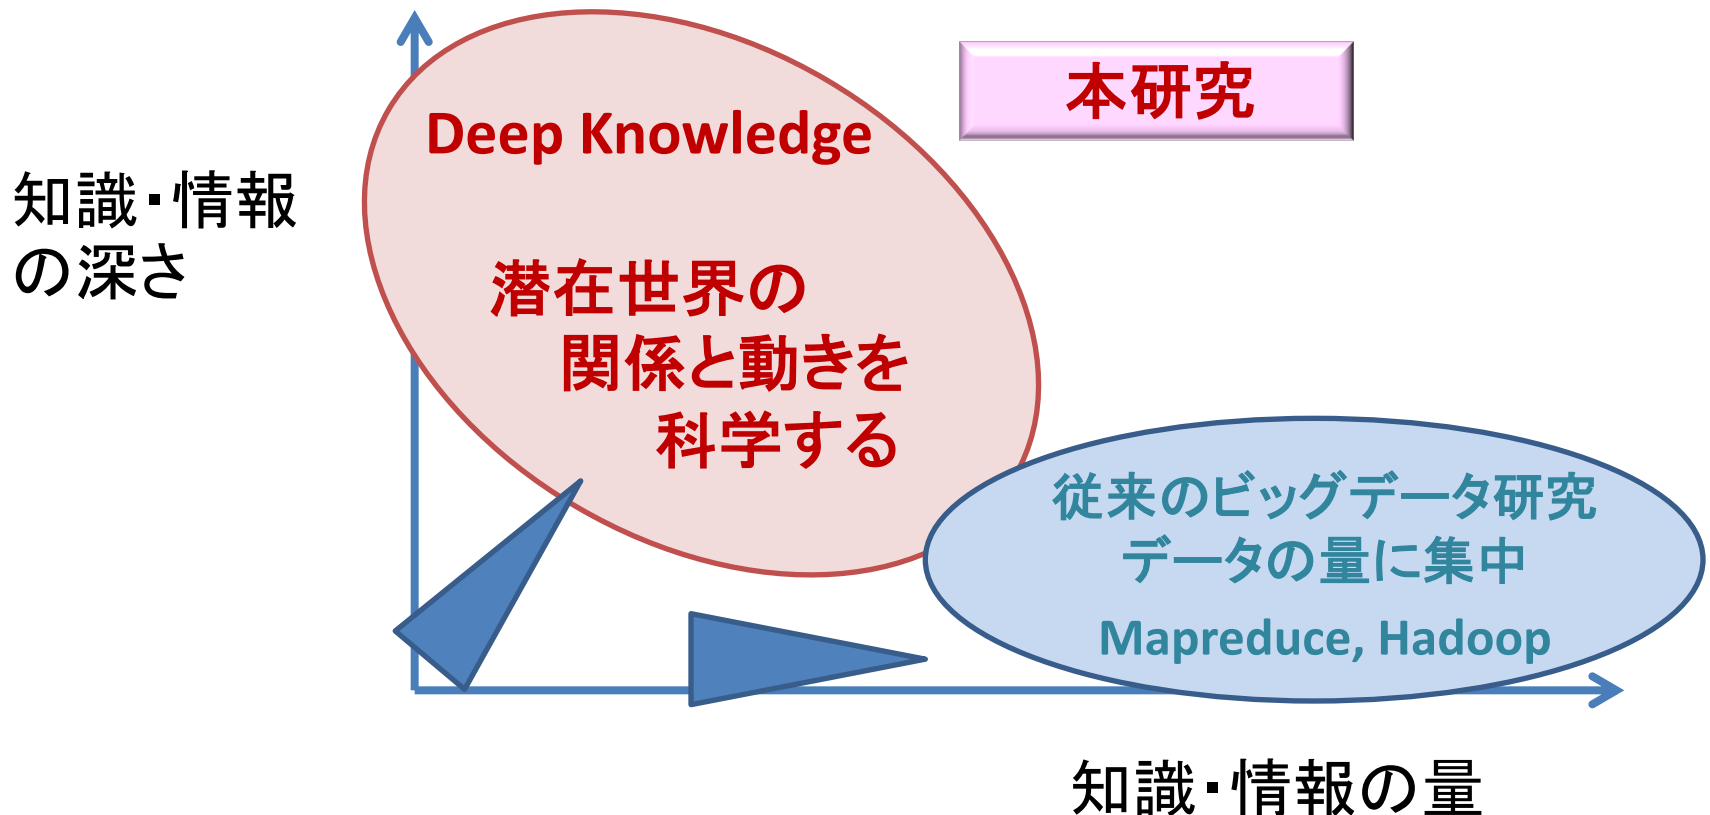 本研究
Deep Knowledge
知識・情報
の深さ
潜在世界の
関係と動きを
科学する
従来のビッグデータ研究
データの量に集中
Mapreduce, Hadoop
知識・情報の量